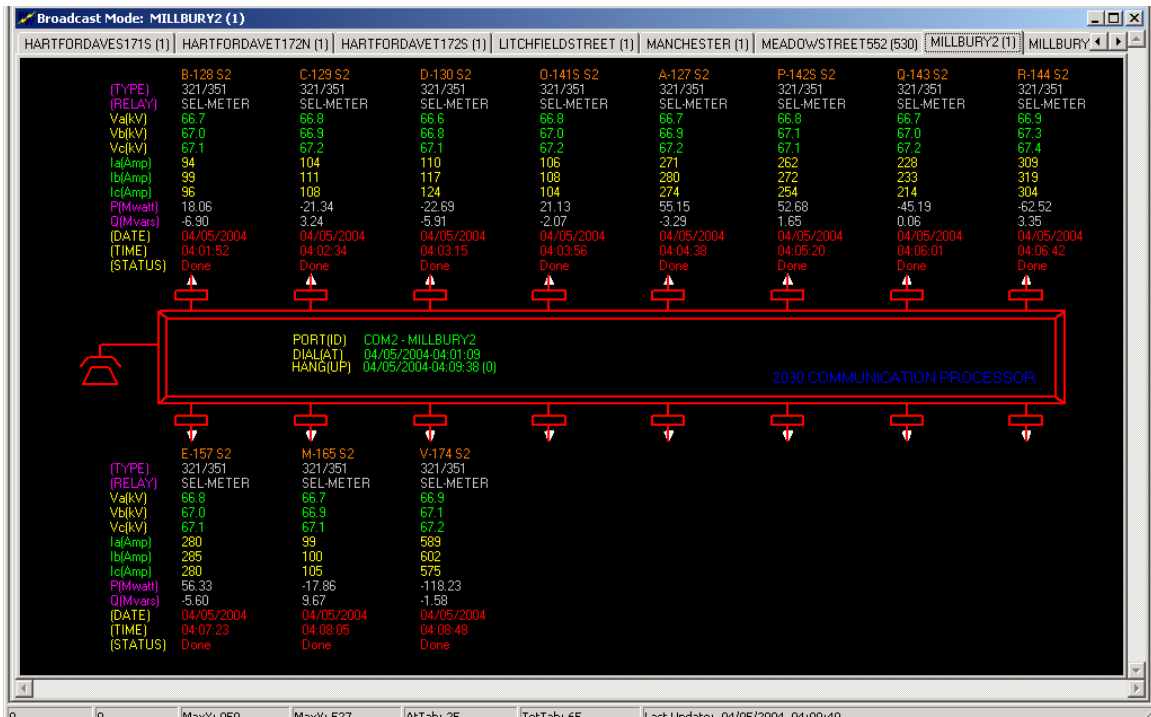 Broadcast Mode: MILLBURY2 (1)
HARTFORDAVES171S (1) HARTFORDAVET172N (1) HARTFORDAVET172S (1) LITCHFIELDSTREET (1) MANCHESTER (1) MEADOWSTREET552 (530) MILLBURY2 (1) MILLBURY
B-128 S2 C-129 S2 D-130 S2 O-141S S2 A-127 S2 P-142S S2 Q-143 S2 R-144 S2
(TYPE) 321/351 321/351 321/351 321/351 321/351 321/351 321/351 321/351
(RELAY) SEL-METER SEL-METER SEL-METER SEL-METER SEL-METER SEL-METER SEL-METER SEL-METER
Va(kV) 66.7 66.8 66.6 66.8 66.7 66.8 66.7 66.9
Vb(kV) 67.0 66.9 66.8 67.0 66.9 67.1 67.0 67.3
Vc(kV) 67.1 67.2 67.1 67.2 67.2 67.1 67.2 67.4
Ia(Amp) 94 104 110 106 271 262 228 309
Ib(Amp) 99 111 117 108 280 272 233 319
Ic(Amp) 96 108 124 104 274 254 214 304
P(Mwatt) 18.06 -21.34 -22.69 21.13 55.15 52.68 -45.19 -62.52
Q(Mvars) -6.90 3.24 -5.91 -2.07 -3.29 1.65 0.06 3.35
(DATE) 04/05/2004 04/05/2004 04/05/2004 04/05/2004 04/05/2004 04/05/2004 04/05/2004 04/05/2004
(TIME) 04:01:52 04:02:34 04:03:15 04:03:56 04:04:38 04:05:20 04:06:01 04:06:42
(STATUS) Done Done Done Done Done Done Done Done
PORT(ID) COM2 - MILLBURY2
DIAL(AT) 04/05/2004-04:01:09
HANG(UP) 04/05/2004-04:09:38 (0)
2030 COMMUNICATION PROCESSOR
E-157 S2 M-165 S2 V-174 S2
(TYPE) 321/351 321/351 321/351
(RELAY) SEL-METER SEL-METER SEL-METER
Va(kV) 66.8 66.7 66.9
Vb(kV) 67.0 66.9 67.1
Vc(kV) 67.1 67.1 67.2
Ia(Amp) 280 99 589
Ib(Amp) 285 100 602
Ic(Amp) 280 105 575
P(Mwatt) 56.33 -17.86 -118.23
Q(Mvars) -5.60 9.67 -1.58
(DATE) 04/05/2004 04/05/2004 04/05/2004
(TIME) 04:07:23 04:08:05 04:08:48
(STATUS) Done Done Done